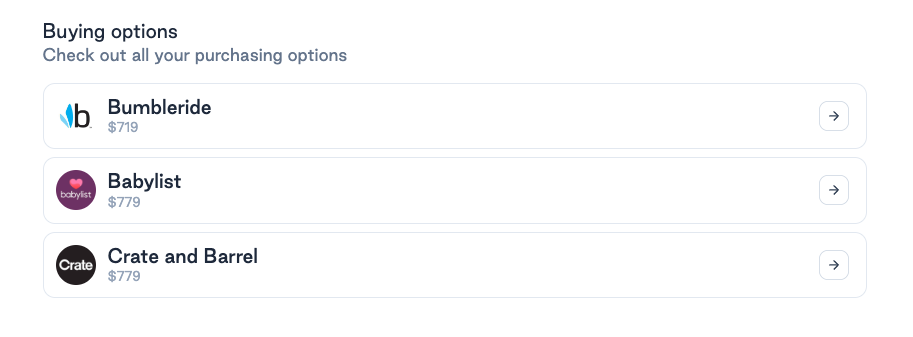 Buying options
Check out all your purchasing options
b
Bumbleride
$719
babylist
Babylist
$779
Crate
Crate and Barrel
$779